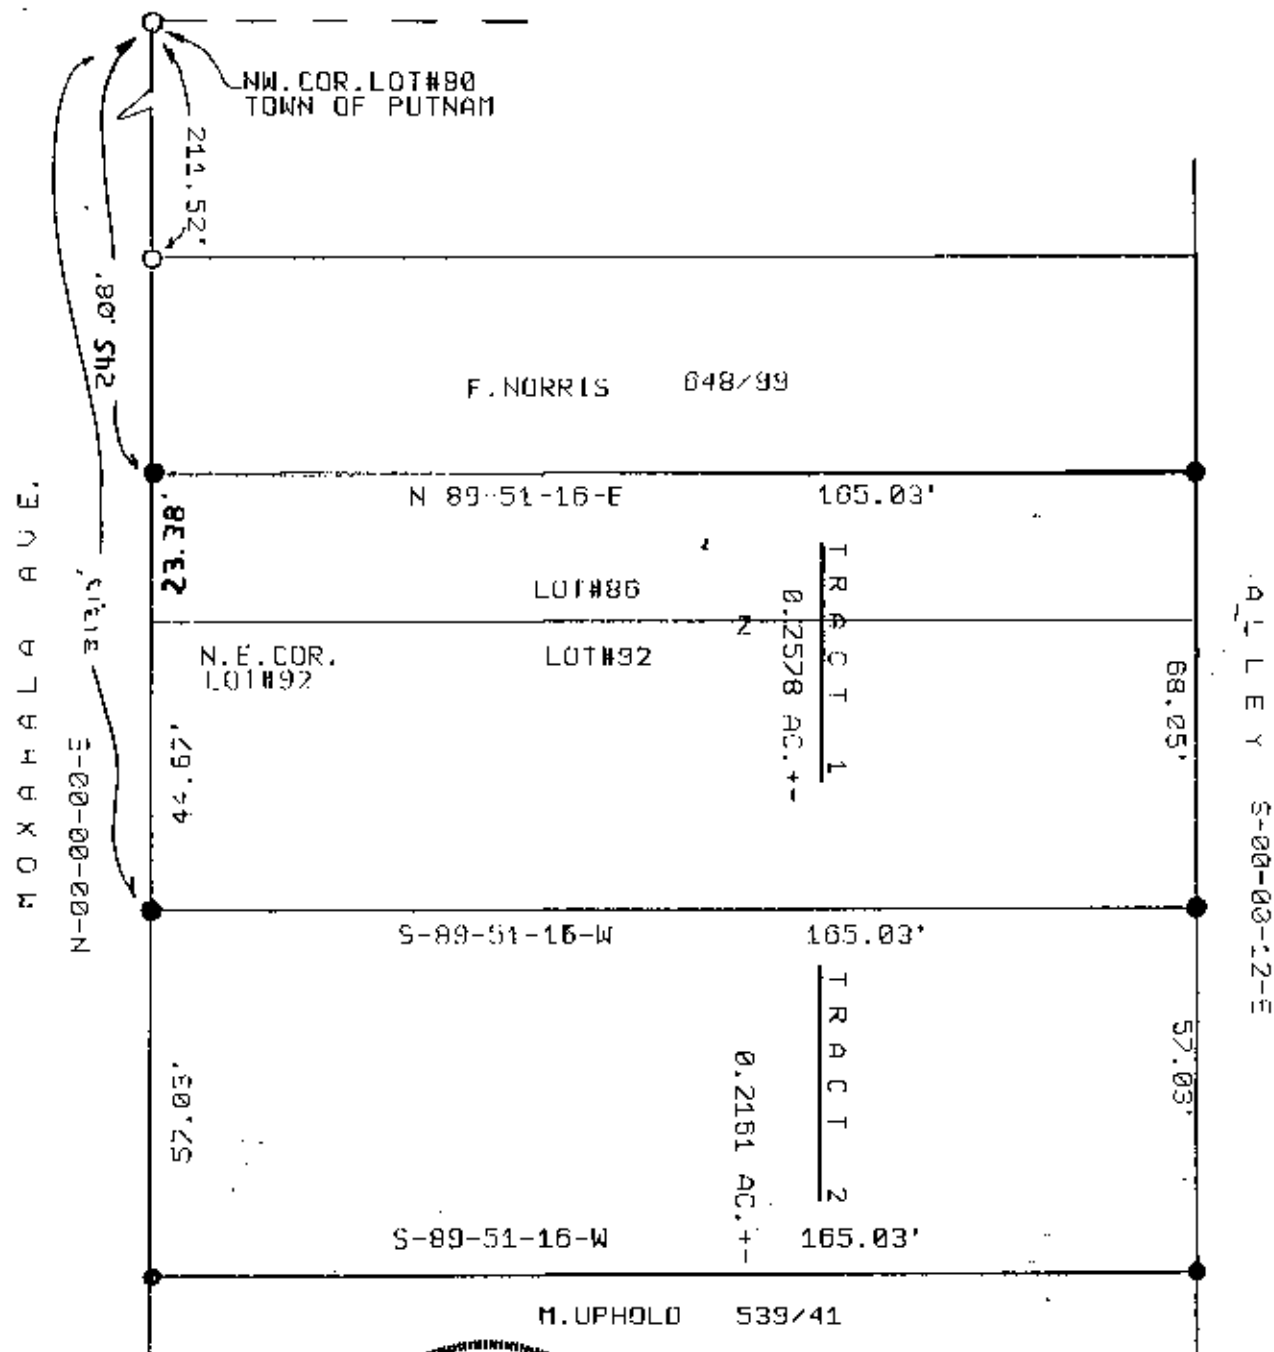 NW.COR.LOT#80
TOWN OF PUTNAM
211.52'
245.08'
F.NORRIS 648/99
N 89-51-16-E 165.03'
23.38'
LOT#86
TRACT 1
0.2578 AC.+-
N.E.COR.
LOT#92
LOT#92
44.67'
68.05'
MOXAHALA AVE.
N-00-00-00-E
ALLEY S-00-00-12-E
S-89-51-16-W 165.03'
TRACT 2
0.2161 AC.+-
57.03'
57.03'
S-89-51-16-W 165.03'
M.UPHOLD 539/41